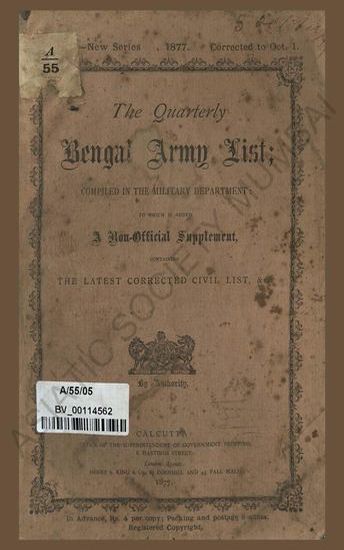 A
55
—New Series , 1877. Corrected to Oct. 1.
The Quarterly
Bengal Army List;
COMPILED IN THE MILITARY DEPARTMENT:
TO WHICH IS ADDED
A Non-Official Supplement,
CONTAINING
THE LATEST CORRECTED CIVIL LIST, &c.
By Authority.
A/55/05
BV_00114562
CALCUTTA
OFFICE OF THE SUPERINTENDENT OF GOVERNMENT PRINTING,
8 HASTINGS STREET.
London Agents
HENRY S. KING & Co., 65 CORNHILL AND 45 PALL MALL.
1877.
In Advance, Rs. 4 per copy; Packing and postage 8 annas.
Registered Copyright.
ASIATIC SOCIETY MUMBAI